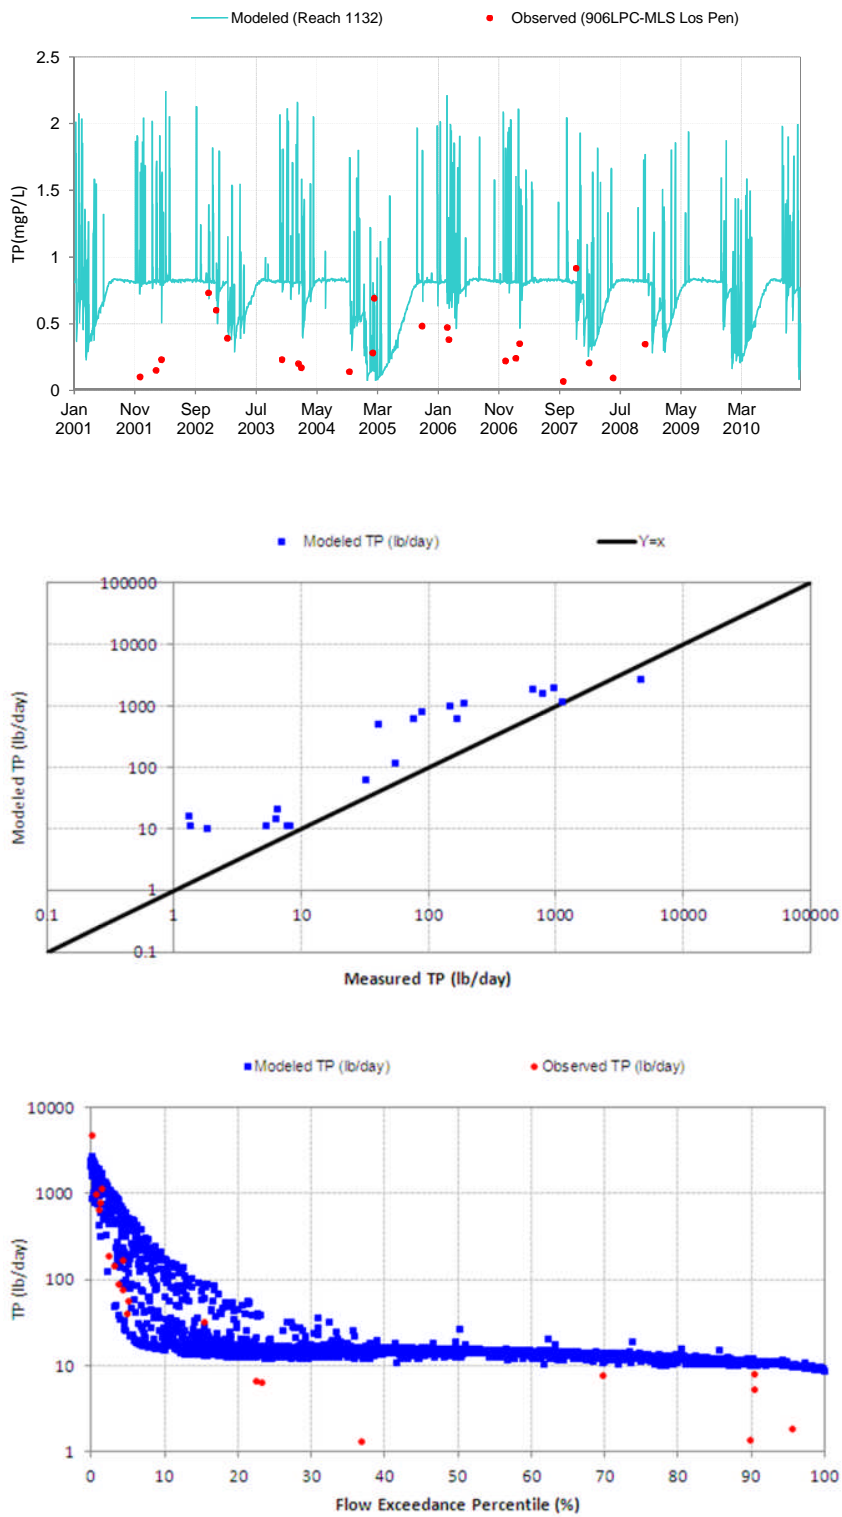 Modeled (Reach 1132) Observed (906LPC-MLS Los Pen)
TP(mgP/L)
2.5
2
1.5
1
0.5
0
Jan Nov Sep Jul May Mar Jan Nov Sep Jul May Mar
2001 2001 2002 2003 2004 2005 2006 2006 2007 2008 2009 2010
Modeled TP (lb/day) Y=x
Modeled TP (lb/day)
100000
10000
1000
100
10
1
0.1 1 10 100 1000 10000 100000
0.1
Measured TP (lb/day)
Modeled TP (lb/day) Observed TP (lb/day)
TP (lb/day)
10000
1000
100
10
1
0 10 20 30 40 50 60 70 80 90 100
Flow Exceedance Percentile (%)